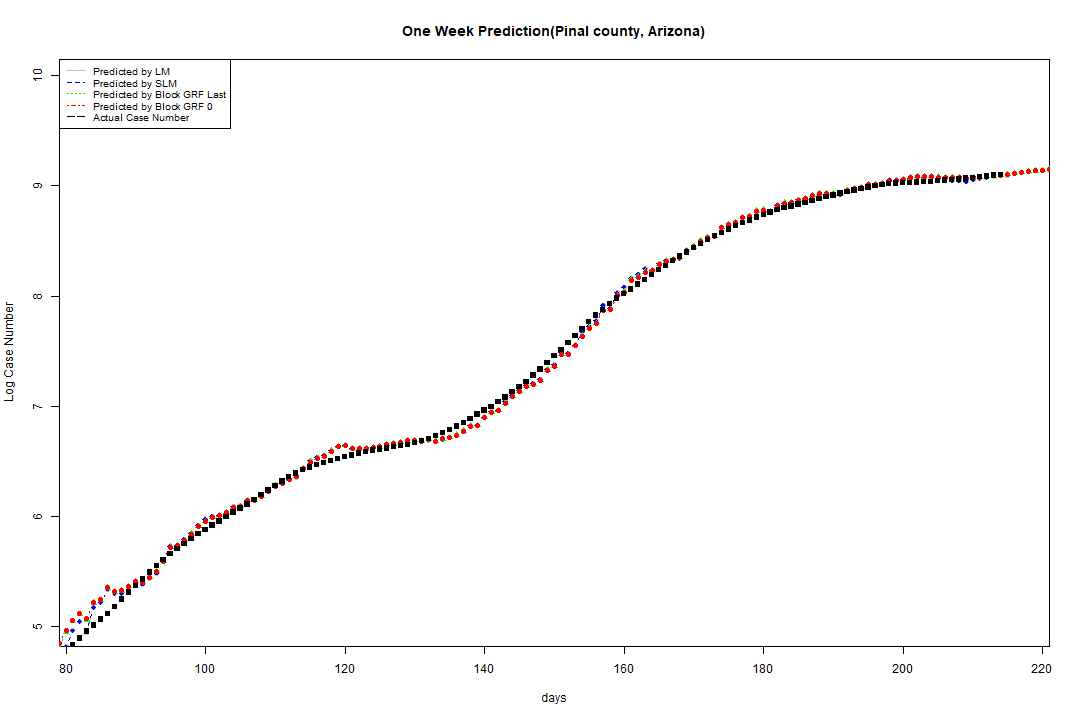 One Week Prediction(Pinal county, Arizona)
Predicted by LM
Predicted by SLM
Predicted by Block GRF Last
Predicted by Block GRF 0
Actual Case Number
10
9
8
7
6
5
Log Case Number
80 100 120 140 160 180 200 220
days